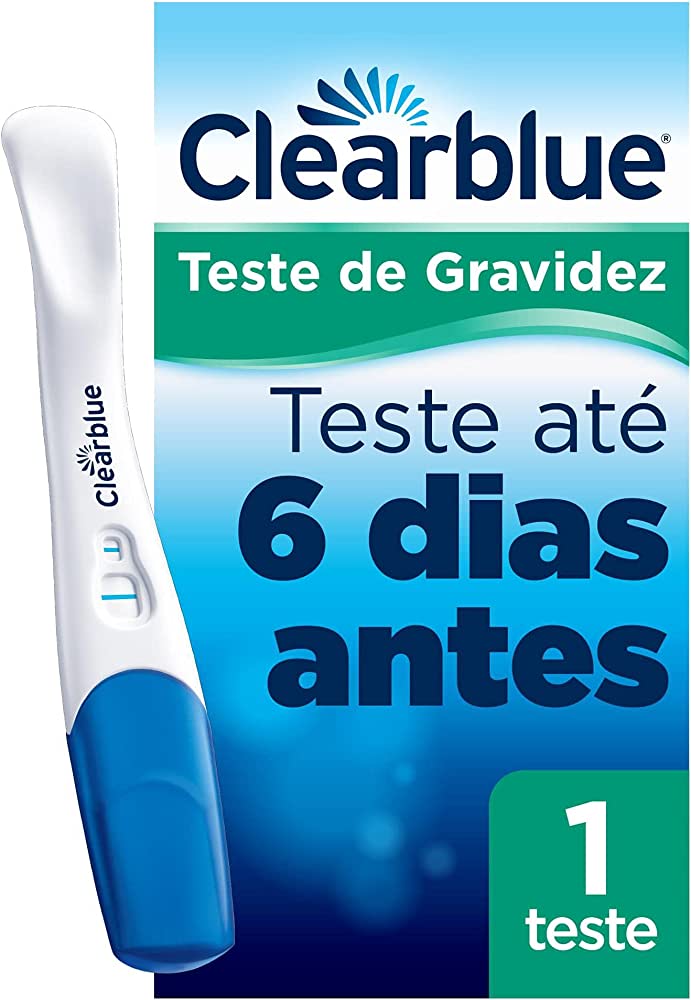 Clearblue®
Teste de Gravidez
Teste até
6 dias
antes
1
teste
Clearblue